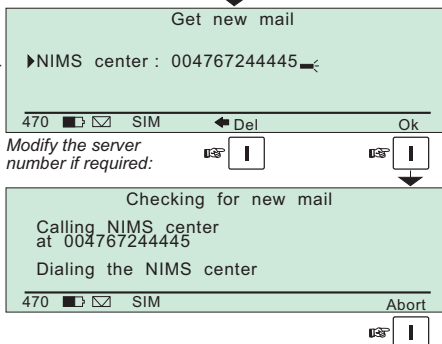 Get new mail
NIMS center : 004767244445
470 SIM Del Ok
Modify the server
number if required:
Checking for new mail
Calling NIMS center
at 004767244445
Dialing the NIMS center
470 SIM Abort